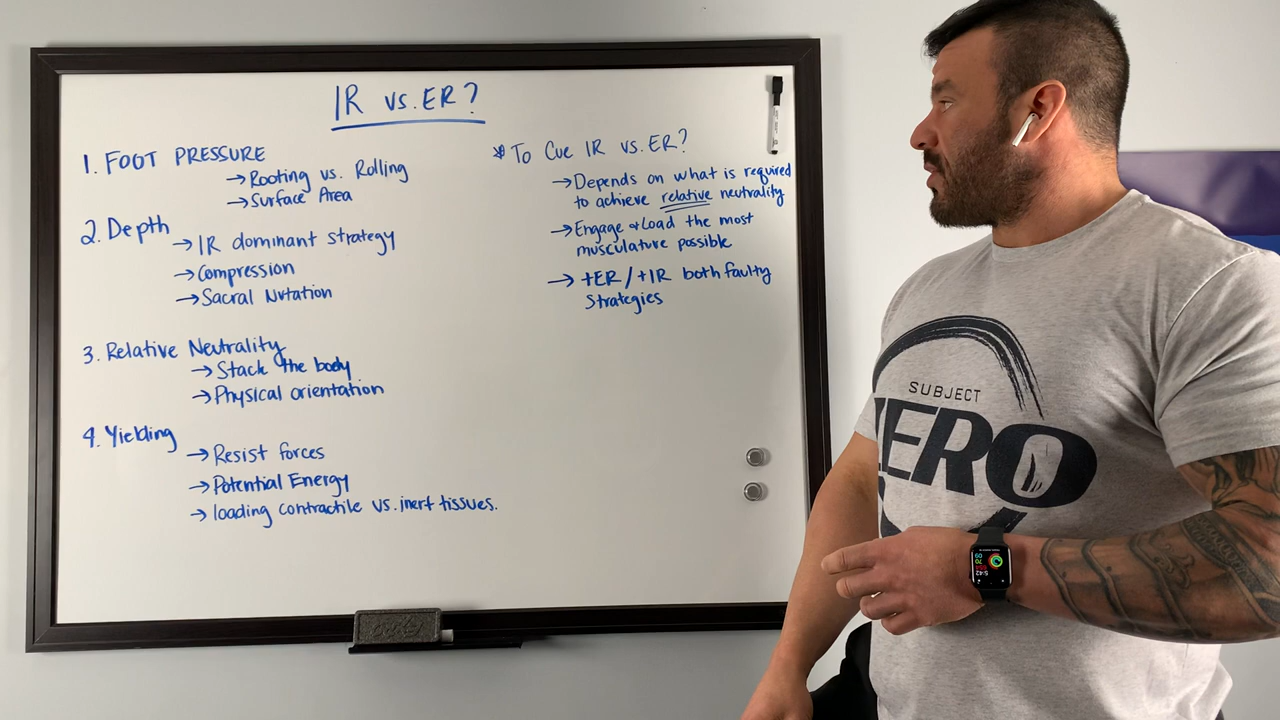 IR vs. ER?
1. FOOT PRESSURE
→ Rooting vs. Rolling
→ Surface Area
2. Depth
→ IR dominant strategy
→ Compression
→ Sacral Nutation
3. Relative Neutrality
→ Stack the body
→ Physical orientation
4. Yielding
→ Resist forces
→ Potential Energy
→ loading contractile vs. inert tissues.
* To Cue IR vs. ER?
→ Depends on what is required
to achieve relative neutrality
→ Engage & Load the most
musculature possible
→ +ER / +IR both faulty
strategies
SUBJECT
ZERO
5:42